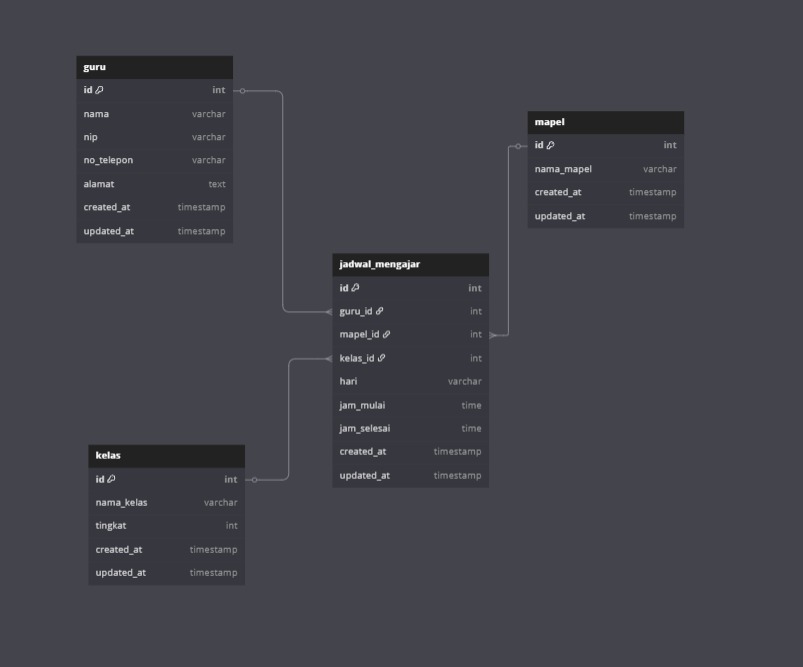 guru
id int
nama varchar
nip varchar
no_telepon varchar
alamat text
created_at timestamp
updated_at timestamp
mapel
id int
nama_mapel varchar
created_at timestamp
updated_at timestamp
jadwal_mengajar
id int
guru_id int
mapel_id int
kelas_id int
hari varchar
jam_mulai time
jam_selesai time
created_at timestamp
updated_at timestamp
kelas
id int
nama_kelas varchar
tingkat int
created_at timestamp
updated_at timestamp